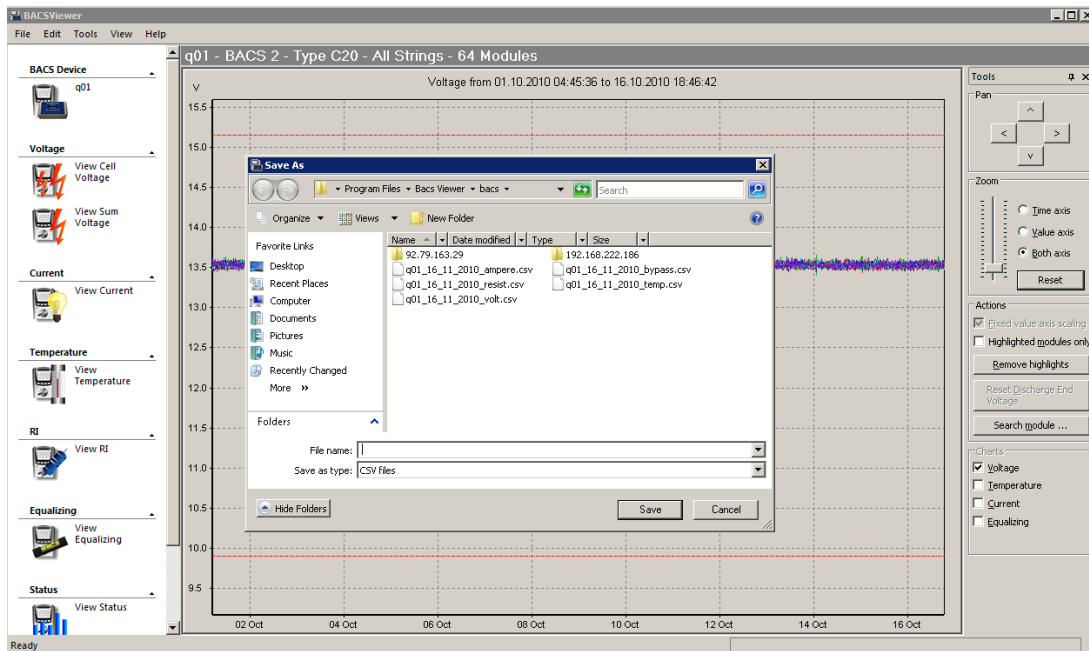 BACSViewer
File Edit Tools View Help
BACS Device
q01
Voltage
View Cell
Voltage
View Sum
Voltage
Current
View Current
Temperature
View
Temperature
RI
View RI
Equalizing
View
Equalizing
Status
View Status
Ready
q01 - BACS 2 - Type C20 - All Strings - 64 Modules
Voltage from 01.10.2010 04:45:36 to 16.10.2010 18:46:42
V
15.5
15.0
14.5
14.0
13.5
13.0
12.5
12.0
11.5
11.0
10.5
10.0
9.5
02 Oct 04 Oct 06 Oct 08 Oct 10 Oct 12 Oct 14 Oct 16 Oct
Save As
Program Files Bacs Viewer bacs
Search
Organize Views New Folder
Favorite Links
Desktop
Recent Places
Computer
Documents
Pictures
Music
Recently Changed
More »
Folders
Name Date modified Type Size
92.79.163.29 192.168.222.186
q01_16_11_2010_ampere.csv q01_16_11_2010_bypass.csv
q01_16_11_2010_resist.csv q01_16_11_2010_temp.csv
q01_16_11_2010_volt.csv
File name:
Save as type: CSV files
Hide Folders Save Cancel
Tools
Pan
^
< >
v
Zoom
Time axis
Value axis
Both axis
Reset
Actions
Fixed value axis scaling
Highlighted modules only
Remove highlights
Reset Discharge End
Voltage
Search module ...
Charts
Voltage
Temperature
Current
Equalizing